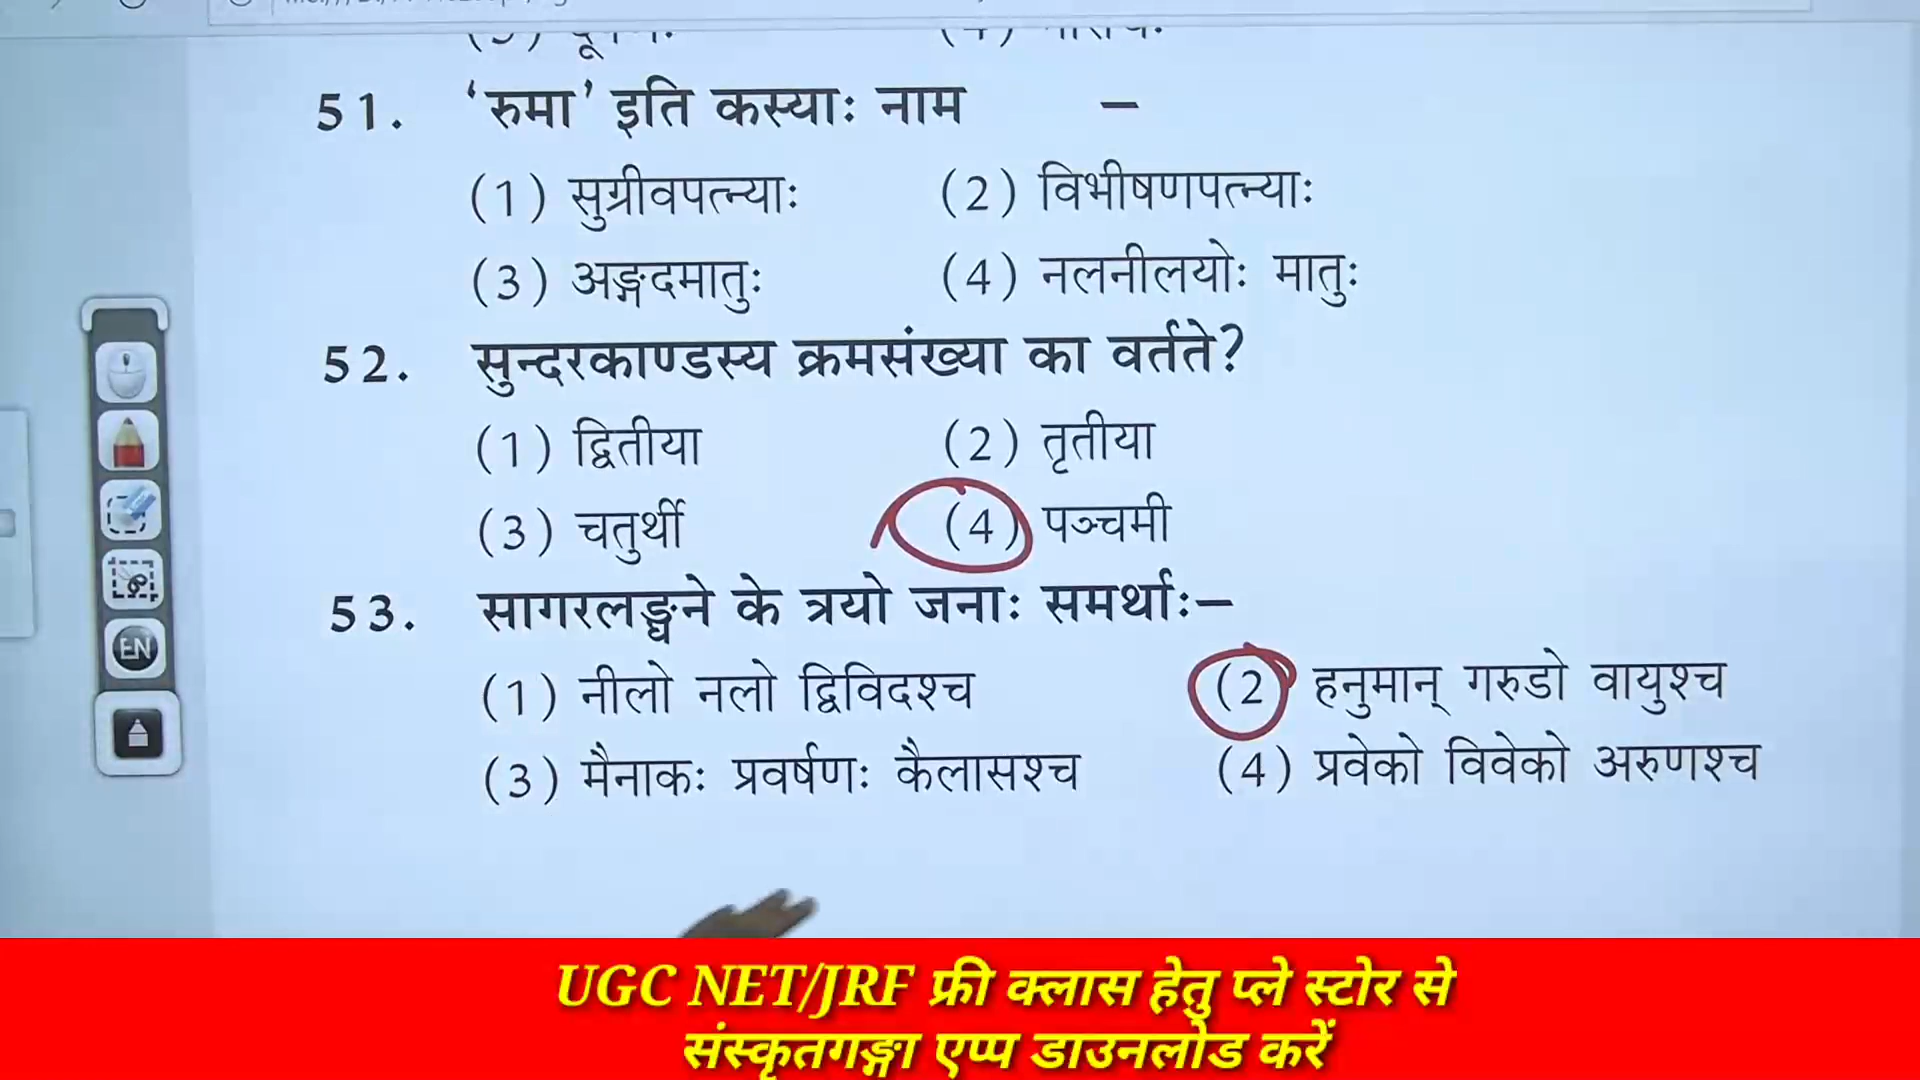 51. ‘रुमा’ इति कस्याः नाम –
(1) सुग्रीवपत्न्याः (2) विभीषणपत्न्याः
(3) अङ्गदमातुः (4) नलनीलयोः मातुः
52. सुन्दरकाण्डस्य क्रमसंख्या का वर्तते?
(1) द्वितीया (2) तृतीया
(3) चतुर्थी (4) पञ्चमी
53. सागरलङ्घने के त्रयो जनाः समर्थाः–
(1) नीलो नलो द्विविदश्च (2) हनुमान् गरुडो वायुश्च
(3) मैनाकः प्रवर्षणः कैलासश्च (4) प्रवेको विवेको अरुणश्च
EN
UGC NET/JRF फ्री क्लास हेतु प्ले स्टोर से
संस्कृतगङ्गा एप्प डाउनलोड करें